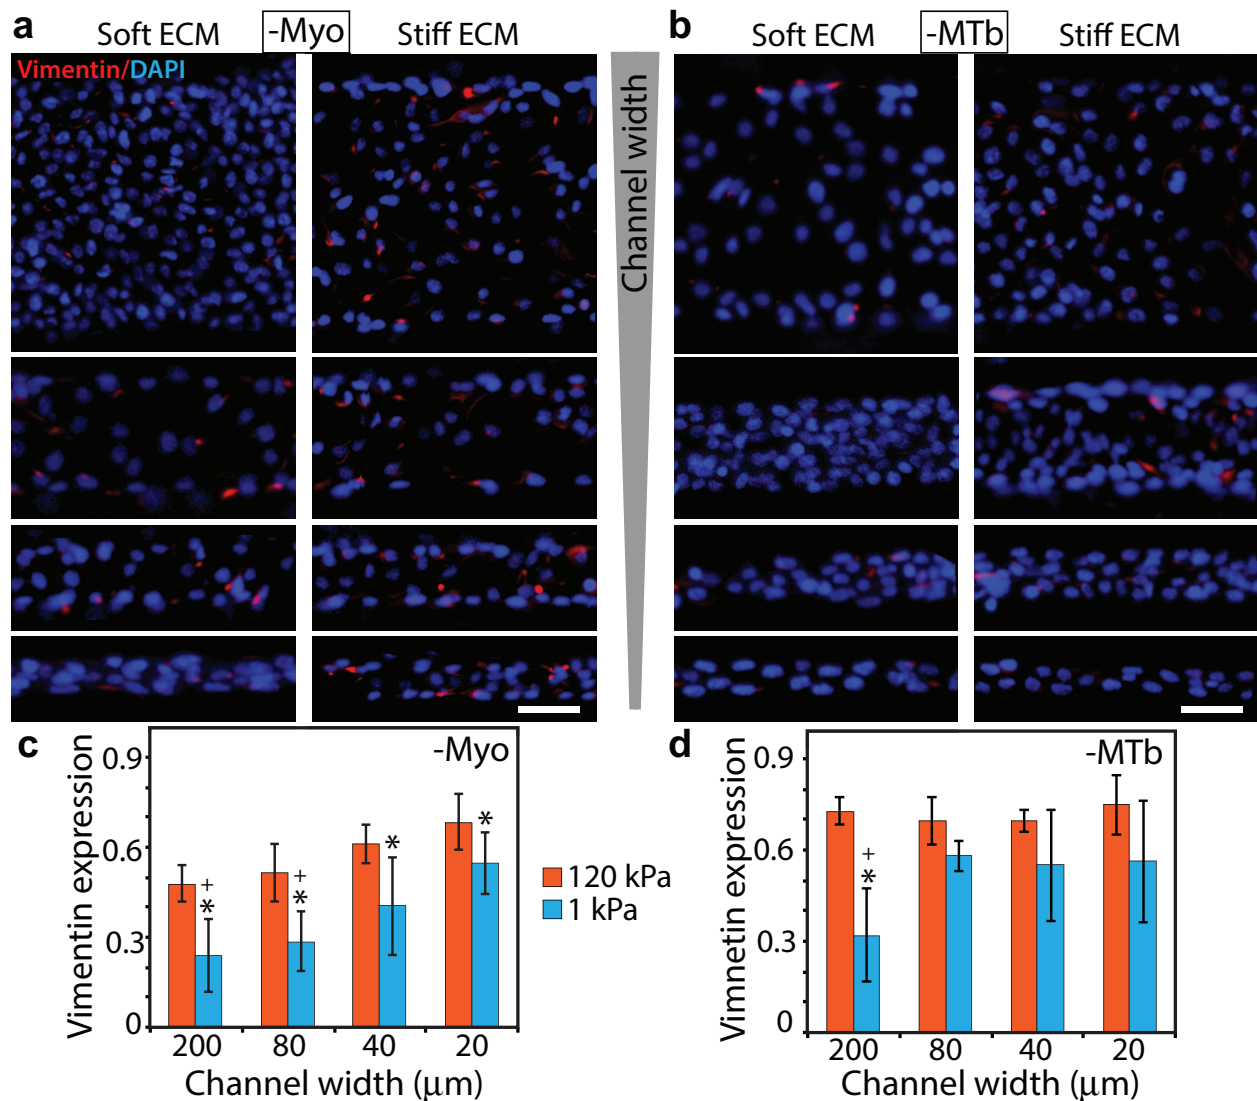 a
Soft ECM
-Myo
Stiff ECM
Vimentin/DAPI
Channel width
b
Soft ECM
-MTb
Stiff ECM
c
-Myo
Vimentin expression
0.9
0.6
0.3
0
+
*
+
*
*
*
200 80 40 20
Channel width (μm)
120 kPa
1 kPa
d
-MTb
Vimnetin expression
0.9
0.6
0.3
0
+
*
200 80 40 20
Channel width (μm)